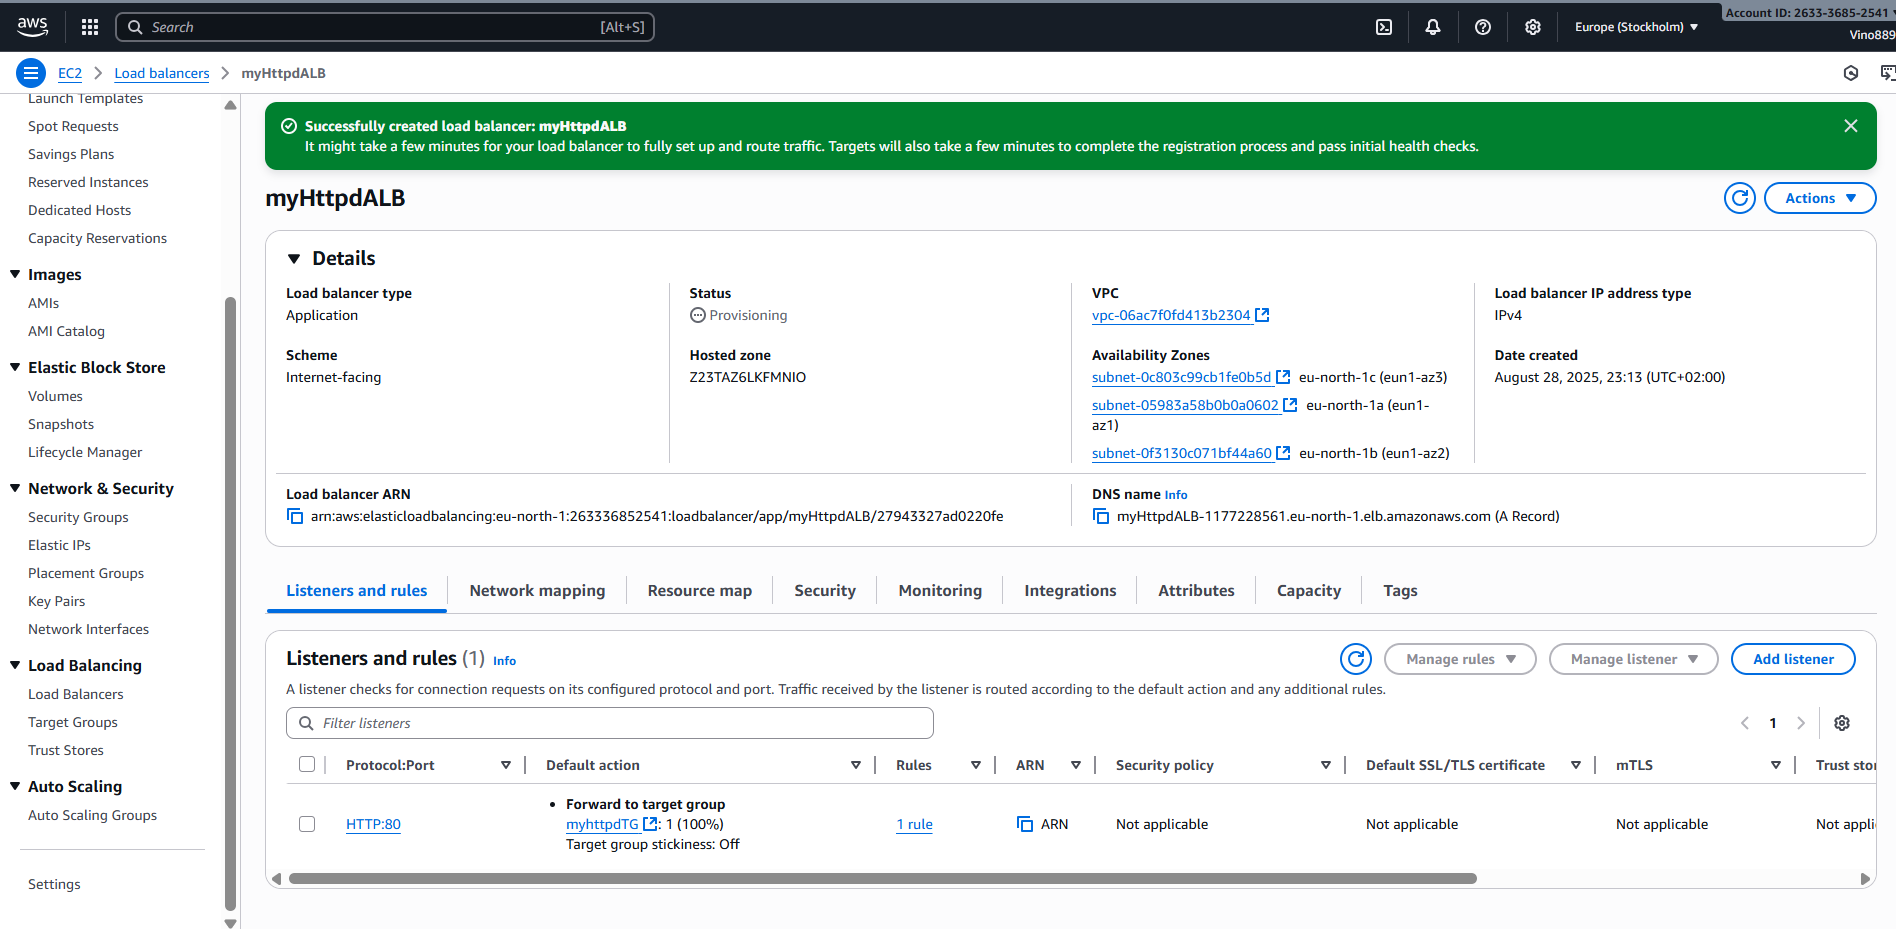 aws
Search [Alt+S]
Europe (Stockholm)
Account ID: 2633-3685-2541
Vino889
EC2 > Load balancers > myHttpdALB
Launch Templates
Spot Requests
Savings Plans
Reserved Instances
Dedicated Hosts
Capacity Reservations
Images
AMIs
AMI Catalog
Elastic Block Store
Volumes
Snapshots
Lifecycle Manager
Network & Security
Security Groups
Elastic IPs
Placement Groups
Key Pairs
Network Interfaces
Load Balancing
Load Balancers
Target Groups
Trust Stores
Auto Scaling
Auto Scaling Groups
Settings
Successfully created load balancer: myHttpdALB
It might take a few minutes for your load balancer to fully set up and route traffic. Targets will also take a few minutes to complete the registration process and pass initial health checks.
myHttpdALB
Actions
Details
Load balancer type
Application
Scheme
Internet-facing
Status
Provisioning
Hosted zone
Z23TAZ6LKFMNIO
VPC
vpc-06ac7f0fd413b2304
Availability Zones
subnet-0c803c99cb1fe0b5d eu-north-1c (eun1-az3)
subnet-05983a58b0b0a0602 eu-north-1a (eun1-
az1)
subnet-0f3130c071bf44a60 eu-north-1b (eun1-az2)
Load balancer IP address type
IPv4
Date created
August 28, 2025, 23:13 (UTC+02:00)
Load balancer ARN
arn:aws:elasticloadbalancing:eu-north-1:263336852541:loadbalancer/app/myHttpdALB/27943327ad0220fe
DNS name Info
myHttpdALB-1177228561.eu-north-1.elb.amazonaws.com (A Record)
Listeners and rules Network mapping Resource map Security Monitoring Integrations Attributes Capacity Tags
Listeners and rules (1) Info
Manage rules Manage listener Add listener
A listener checks for connection requests on its configured protocol and port. Traffic received by the listener is routed according to the default action and any additional rules.
Filter listeners
1
Protocol:Port Default action Rules ARN Security policy Default SSL/TLS certificate mTLS Trust stor
HTTP:80
• Forward to target group
myhttpdTG : 1 (100%)
Target group stickiness: Off
1 rule
ARN
Not applicable Not applicable Not applicable Not appli